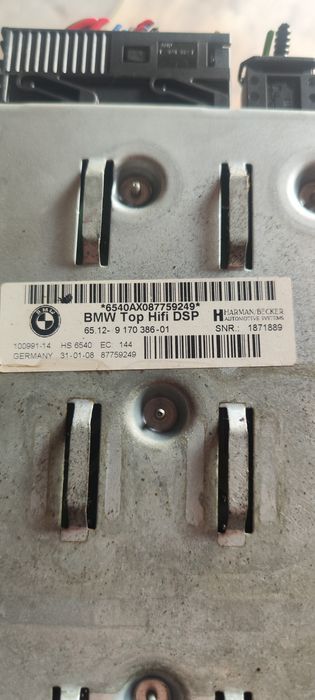 *6540AX087759249*
BMW Top Hifi DSP
HARMAN/BECKER
AUTOMOTIVE SYSTEMS
65.12- 9 170 386-01
SNR.: 1871889
100991-14 HS 6540 EC 144
GERMANY 31-01-08 87759249
BMW